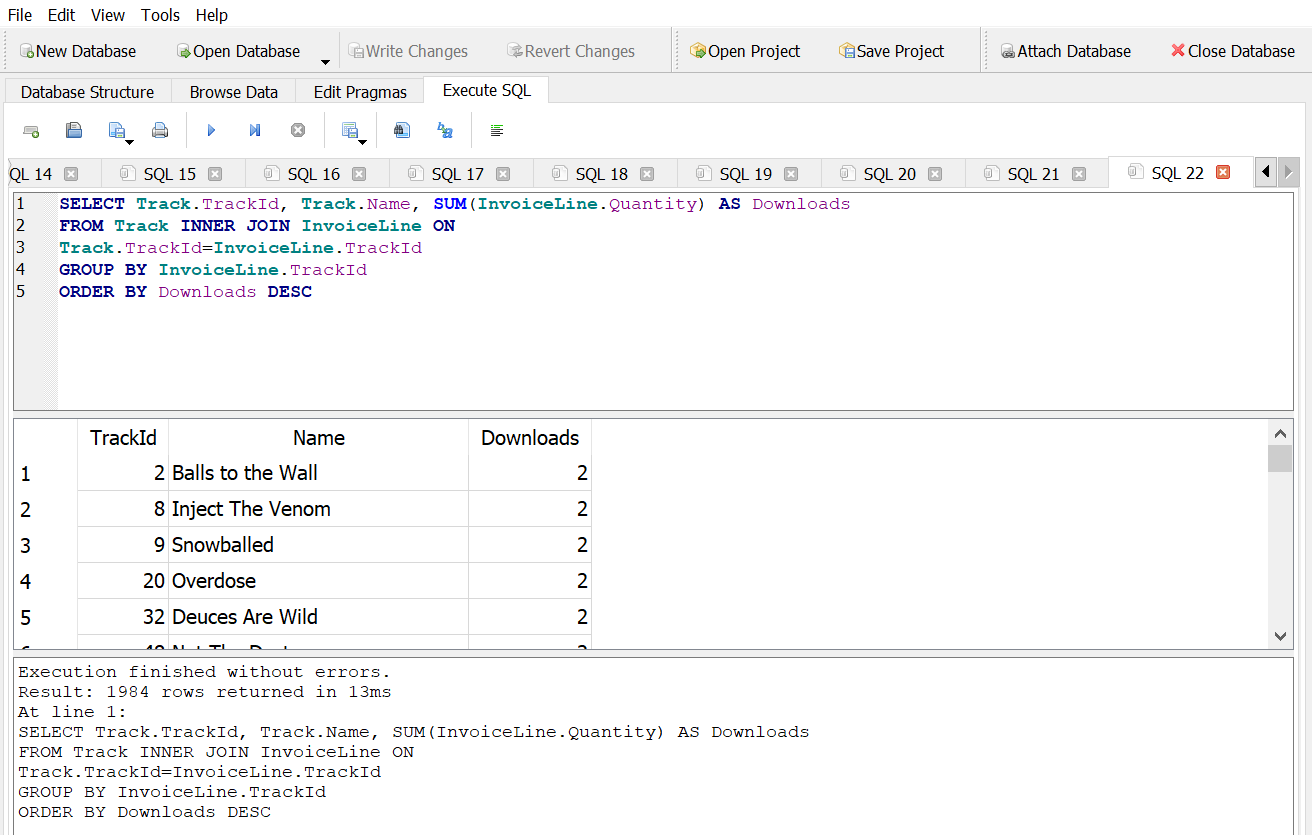 File Edit View Tools Help
New Database Open Database Write Changes Revert Changes Open Project Save Project Attach Database Close Database
Database Structure Browse Data Edit Pragmas Execute SQL
QL 14 SQL 15 SQL 16 SQL 17 SQL 18 SQL 19 SQL 20 SQL 21 SQL 22
1 SELECT Track.TrackId, Track.Name, SUM(InvoiceLine.Quantity) AS Downloads
2 FROM Track INNER JOIN InvoiceLine ON
3 Track.TrackId=InvoiceLine.TrackId
4 GROUP BY InvoiceLine.TrackId
5 ORDER BY Downloads DESC
TrackId Name Downloads
1 2 Balls to the Wall 2
2 8 Inject The Venom 2
3 9 Snowballed 2
4 20 Overdose 2
5 32 Deuces Are Wild 2
Execution finished without errors.
Result: 1984 rows returned in 13ms
At line 1:
SELECT Track.TrackId, Track.Name, SUM(InvoiceLine.Quantity) AS Downloads
FROM Track INNER JOIN InvoiceLine ON
Track.TrackId=InvoiceLine.TrackId
GROUP BY InvoiceLine.TrackId
ORDER BY Downloads DESC